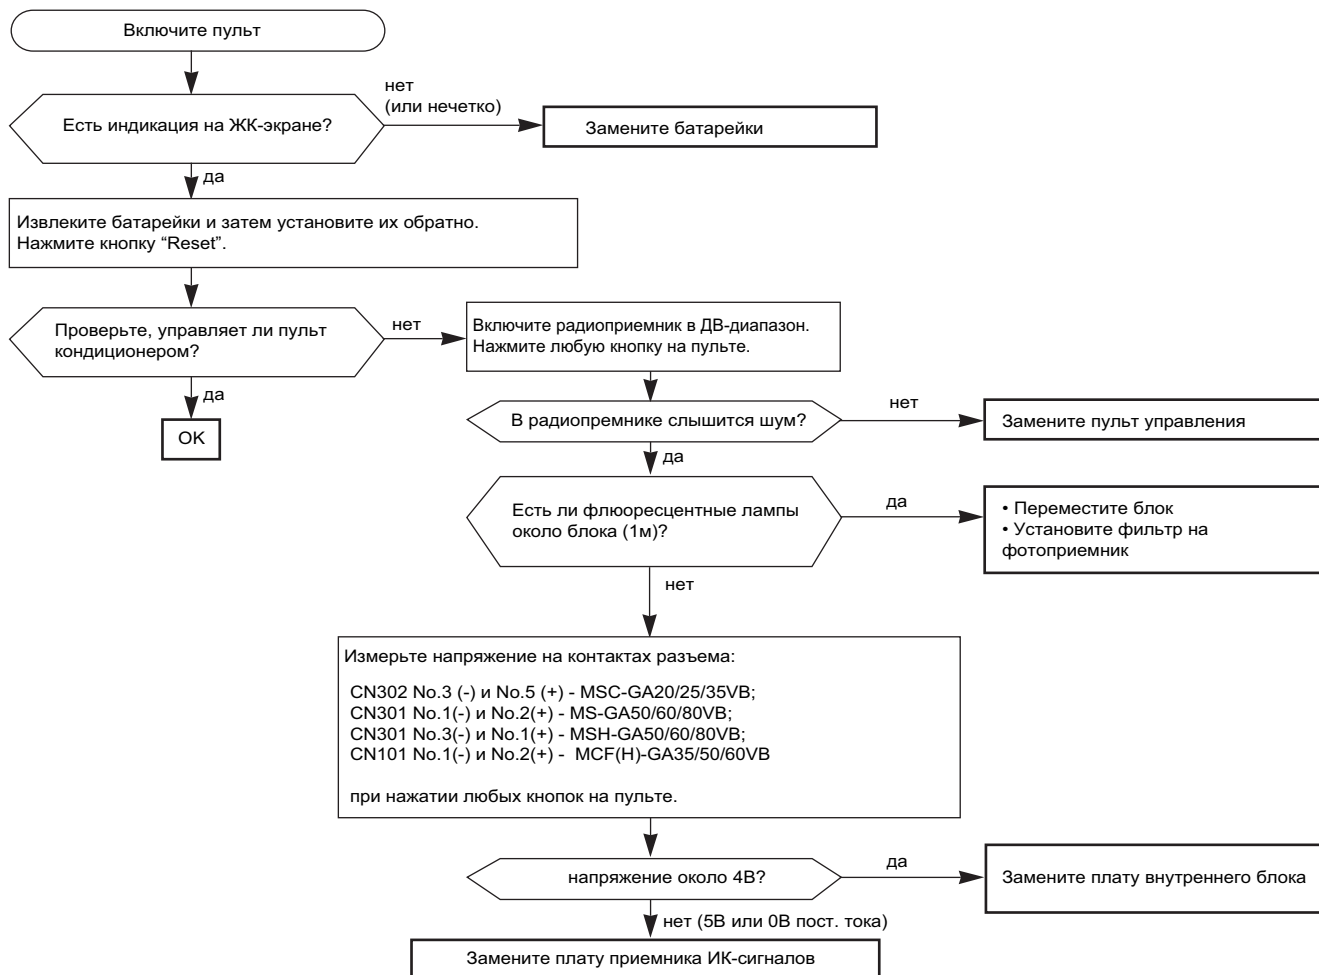 Включите пульт
нет
(или нечетко)
Есть индикация на ЖК-экране?
Замените батарейки
да
Извлеките батарейки и затем установите их обратно.
Нажмите кнопку “Reset”.
Проверьте, управляет ли пульт
кондиционером?
нет
Включите радиоприемник в ДВ-диапазон.
Нажмите любую кнопку на пульте.
да
OK
В радиопремнике слышится шум?
нет
Замените пульт управления
да
Есть ли флюоресцентные лампы
около блока (1м)?
да
• Переместите блок
• Установите фильтр на
фотоприемник
нет
Измерьте напряжение на контактах разъема:
CN302 No.3 (-) и No.5 (+) - MSC-GA20/25/35VB;
CN301 No.1(-) и No.2(+) - MS-GA50/60/80VB;
CN301 No.3(-) и No.1(+) - MSH-GA50/60/80VB;
CN101 No.1(-) и No.2(+) - MCF(H)-GA35/50/60VB
при нажатии любых кнопок на пульте.
напряжение около 4В?
да
Замените плату внутреннего блока
нет (5В или 0В пост. тока)
Замените плату приемника ИК-сигналов